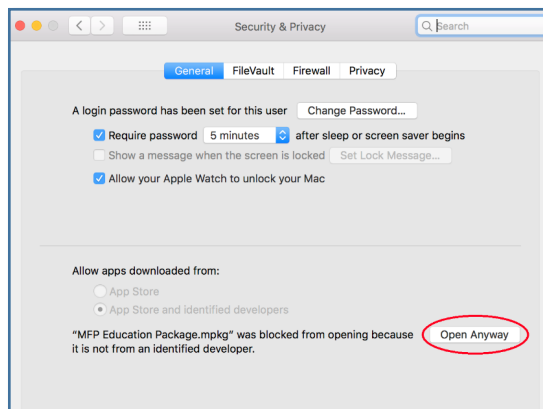 Security & Privacy
Search
General
FileVault
Firewall
Privacy
A login password has been set for this user
Change Password...
Require password
5 minutes
after sleep or screen saver begins
Show a message when the screen is locked
Set Lock Message...
Allow your Apple Watch to unlock your Mac
Allow apps downloaded from:
App Store
App Store and identified developers
“MFP Education Package.mpkg” was blocked from opening because
it is not from an identified developer.
Open Anyway